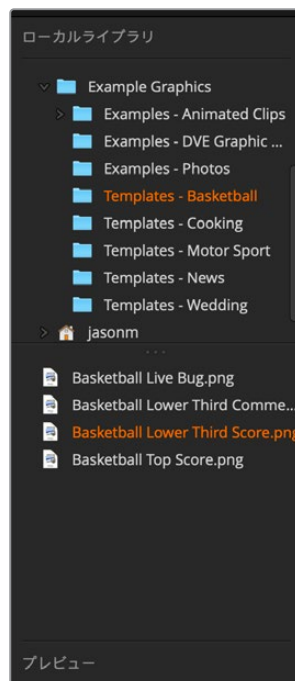 ローカルライブラリ
Example Graphics
Examples - Animated Clips
Examples - DVE Graphic ...
Examples - Photos
Templates - Basketball
Templates - Cooking
Templates - Motor Sport
Templates - News
Templates - Wedding
jasonm
Basketball Live Bug.png
Basketball Lower Third Comme...
Basketball Lower Third Score.png
Basketball Top Score.png
プレビュー